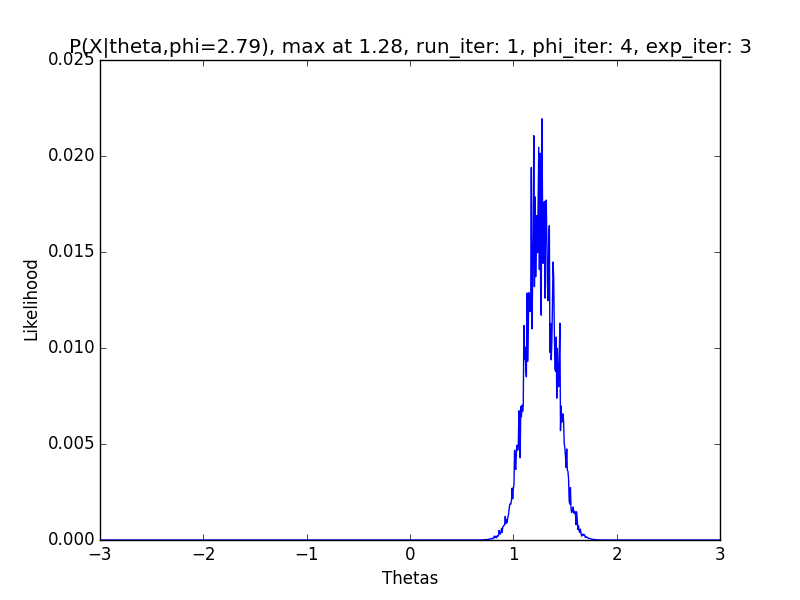 P(X|theta,phi=2.79), max at 1.28, run_iter: 1, phi_iter: 4, exp_iter: 3
0.025
0.020
0.015
0.010
0.005
0.000
Likelihood
−3 −2 −1 0 1 2 3
Thetas